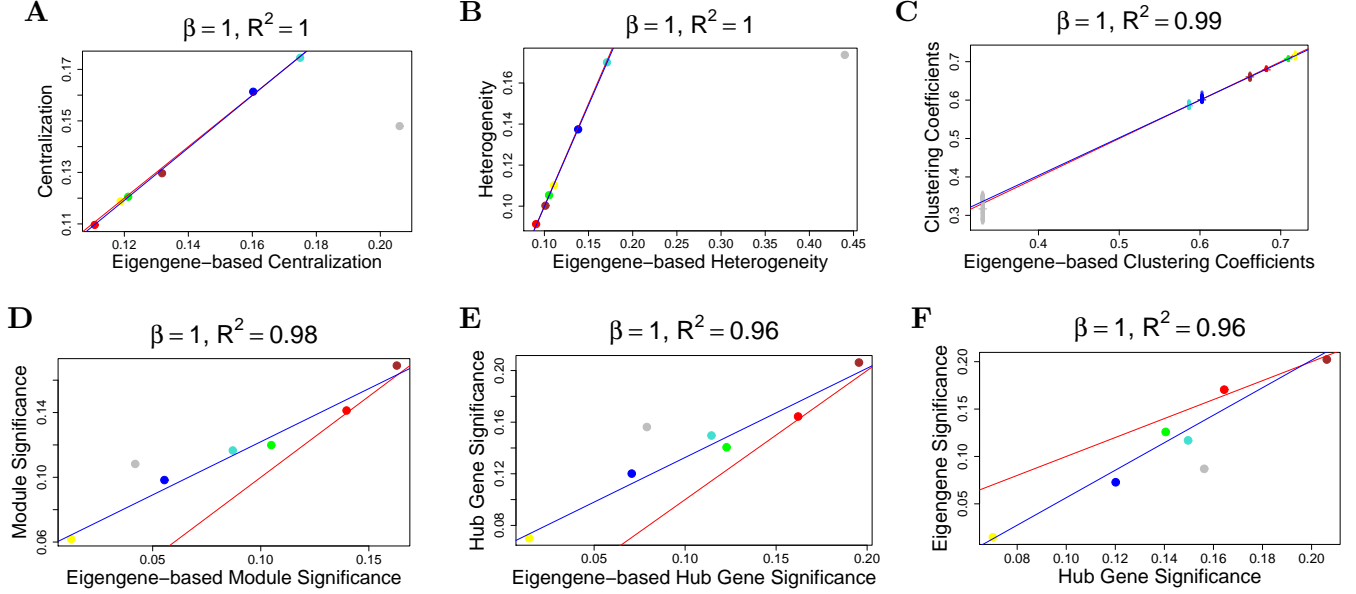 A
β = 1, R² = 1
Centralization
0.11 0.13 0.15 0.17
0.12 0.14 0.16 0.18 0.20
Eigengene−based Centralization
B
β = 1, R² = 1
Heterogeneity
0.10 0.12 0.14 0.16
0.10 0.15 0.20 0.25 0.30 0.35 0.40 0.45
Eigengene−based Heterogeneity
C
β = 1, R² = 0.99
Clustering Coefficients
0.3 0.4 0.5 0.6 0.7
0.4 0.5 0.6 0.7
Eigengene−based Clustering Coefficients
D
β = 1, R² = 0.98
Module Significance
0.06 0.10 0.14
0.05 0.10 0.15
Eigengene−based Module Significance
E
β = 1, R² = 0.96
Hub Gene Significance
0.08 0.12 0.16 0.20
0.05 0.10 0.15 0.20
Eigengene−based Hub Gene Significance
F
β = 1, R² = 0.96
Eigengene Significance
0.05 0.10 0.15 0.20
0.08 0.10 0.12 0.14 0.16 0.18 0.20
Hub Gene Significance